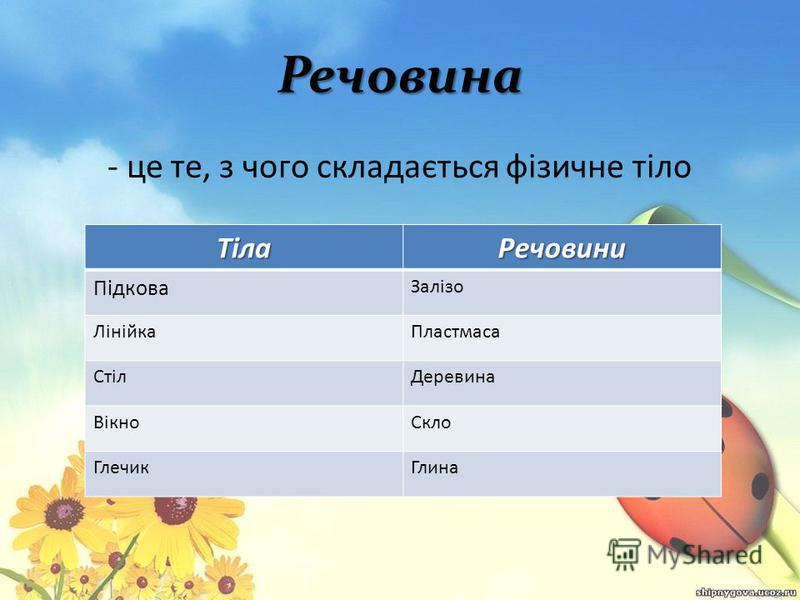 Речовина
- це те, з чого складається фізичне тіло
Тіла Речовини
Підкова Залізо
Лінійка Пластмаса
Стіл Деревина
Вікно Скло
Глечик Глина
MyShared
shipnygova.ucoz.ru